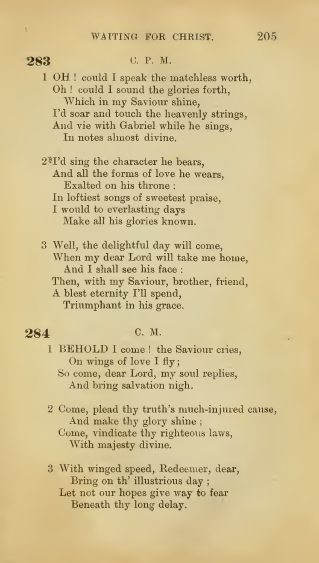 WAITING FOR CHRIST. 205
283 C. P. M.
1 OH ! could I speak the matchless worth,
Oh ! could I sound the glories forth,
Which in my Saviour shine,
I'd soar and touch the heavenly strings,
And vie with Gabriel while he sings,
In notes almost divine.
2 I'd sing the character he bears,
And all the forms of love he wears,
Exalted on his throne :
In loftiest songs of sweetest praise,
I would to everlasting days
Make all his glories known.
3 Well, the delightful day will come,
When my dear Lord will take me home,
And I shall see his face :
Then, with my Saviour, brother, friend,
A blest eternity I'll spend,
Triumphant in his grace.
284 C. M.
1 BEHOLD I come ! the Saviour cries,
On wings of love I fly ;
So come, dear Lord, my soul replies,
And bring salvation nigh.
2 Come, plead thy truth's much-injured cause,
And make thy glory shine ;
Come, vindicate thy righteous laws,
With majesty divine.
3 With winged speed, Redeemer, dear,
Bring on th' illustrious day ;
Let not our hopes give way to fear
Beneath thy long delay.